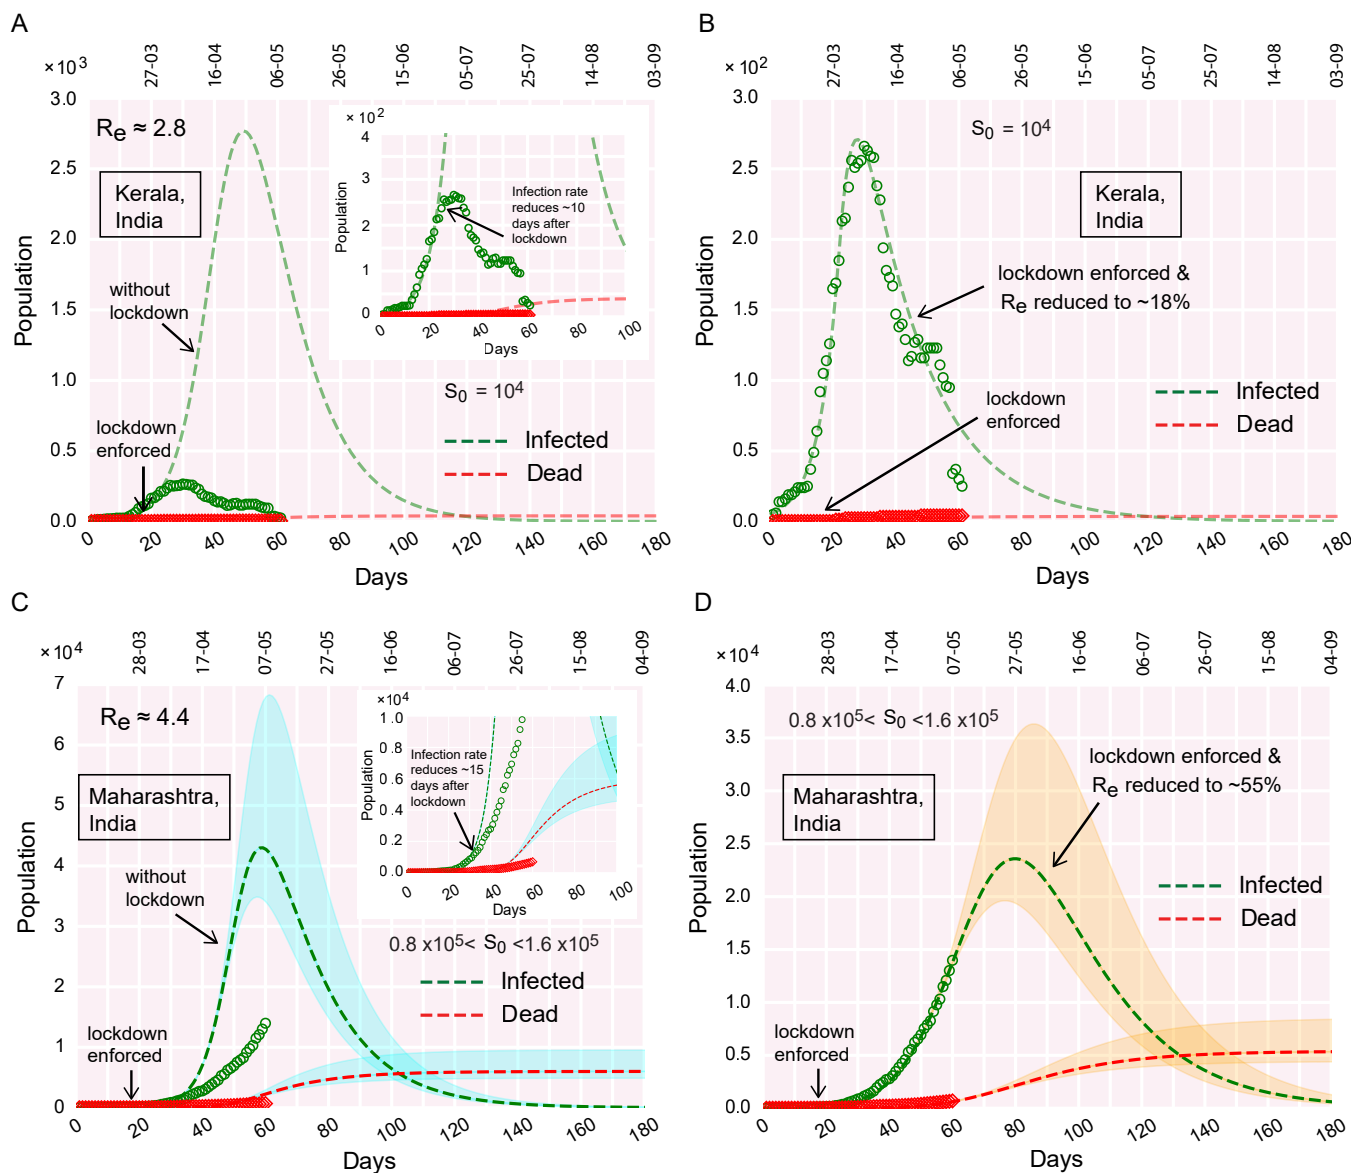 A
27-03 16-04 06-05 26-05 15-06 05-07 25-07 14-08 03-09
× 10³
3.0
2.5
2.0
1.5
1.0
0.5
0.0
Population
Re ≈ 2.8
Kerala,
India
without
lockdown
lockdown
enforced
× 10²
4
3
2
1
0
Population
Infection rate
reduces ~10
days after
lockdown
0 20 40 60 80 100
Days
S0 = 10⁴
Infected
Dead
0 20 40 60 80 100 120 140 160 180
Days
B
27-03 16-04 06-05 26-05 15-06 05-07 25-07 14-08 03-09
× 10²
3.0
2.5
2.0
1.5
1.0
0.5
0.0
Population
S0 = 10⁴
Kerala,
India
lockdown enforced &
Re reduced to ~18%
lockdown
enforced
Infected
Dead
0 20 40 60 80 100 120 140 160 180
Days
C
28-03 17-04 07-05 27-05 16-06 06-07 26-07 15-08 04-09
× 10⁴
7
6
5
4
3
2
1
0
Population
Re ≈ 4.4
Maharashtra,
India
without
lockdown
lockdown
enforced
×10⁴
1.0
0.8
0.6
0.4
0.2
0.0
Population
Infection rate
reduces ~15
days after
lockdown
0 20 40 60 80 100
Days
0.8 x10⁵< S0 <1.6 x10⁵
Infected
Dead
0 20 40 60 80 100 120 140 160 180
Days
D
28-03 17-04 07-05 27-05 16-06 06-07 26-07 15-08 04-09
×10⁴
4.0
3.5
3.0
2.5
2.0
1.5
1.0
0.5
0.0
Population
0.8 x10⁵< S0 <1.6 x10⁵
Maharashtra,
India
lockdown enforced &
Re reduced to ~55%
lockdown
enforced
Infected
Dead
0 20 40 60 80 100 120 140 160 180
Days